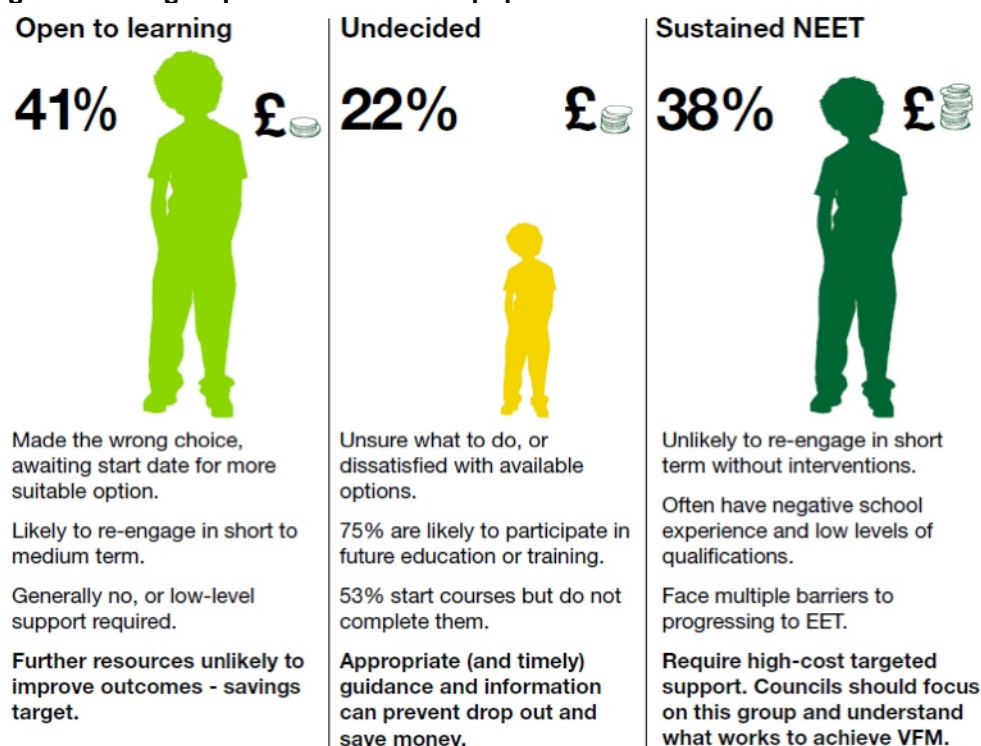 Open to learning
41%
£
Made the wrong choice,
awaiting start date for more
suitable option.
Likely to re-engage in short to
medium term.
Generally no, or low-level
support required.
Further resources unlikely to
improve outcomes - savings
target.
Undecided
22%
£
Unsure what to do, or
dissatisfied with available
options.
75% are likely to participate in
future education or training.
53% start courses but do not
complete them.
Appropriate (and timely)
guidance and information
can prevent drop out and
save money.
Sustained NEET
38%
£
Unlikely to re-engage in short
term without interventions.
Often have negative school
experience and low levels of
qualifications.
Face multiple barriers to
progressing to EET.
Require high-cost targeted
support. Councils should focus
on this group and understand
what works to achieve VFM.